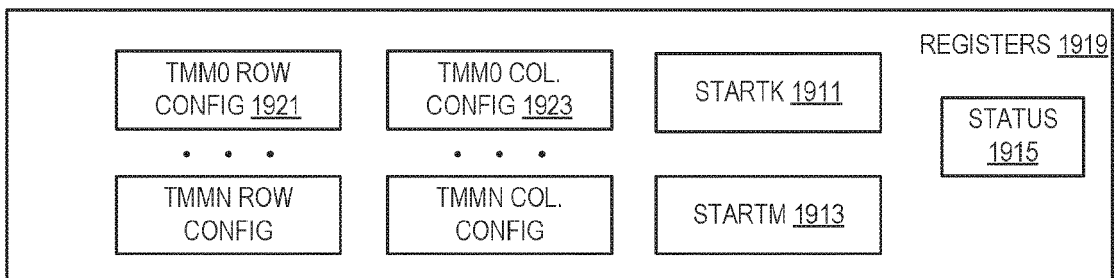 REGISTERS 1919
TMM0 ROW
CONFIG 1921
TMM0 COL.
CONFIG 1923
STARTK 1911
STATUS
1915
• • •
• • •
TMMN ROW
CONFIG
TMMN COL.
CONFIG
STARTM 1913